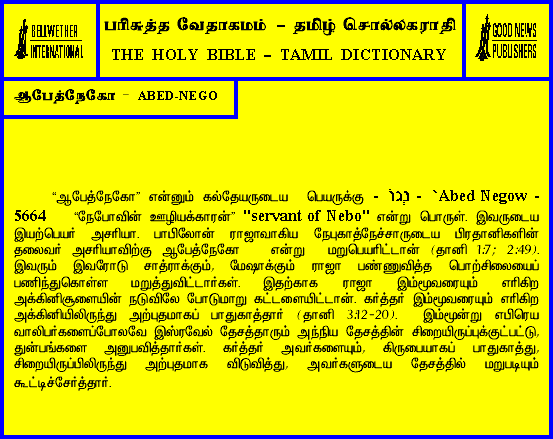 BELLWETHER
INTERNATIONAL
பரிசுத்த வேதாகமம் – தமிழ் சொல்லகராதி
THE HOLY BIBLE – TAMIL DICTIONARY
GOOD NEWS
PUBLISHERS
ஆபேத்நேகோ – ABED-NEGO
“ஆபேத்நேகோ” என்னும் கல்தேயருடைய பெயருக்கு - נְגוֹ - `Abed Negow -
5664 “நேபோவின் ஊழியக்காரன்” "servant of Nebo" என்று பொருள். இவருடைய
இயற்பெயர் அசரியா. பாபிலோன் ராஜாவாகிய நேபுகாத்நேச்சாருடைய பிரதானிகளின்
தலைவர் அசரியாவிற்கு ஆபேத்நேகோ என்று மறுபெயரிட்டான் (தானி 1:7; 2:49).
இவரும் இவரோடு சாத்ராக்கும், மேஷாக்கும் ராஜா பண்ணுவித்த பொற்சிலையைப்
பணிந்துகொள்ள மறுத்துவிட்டார்கள். இதற்காக ராஜா இம்மூவரையும் எரிகிற
அக்கினிசூளையின் நடுவிலே போடுமாறு கட்டளையிட்டான். கர்த்தர் இம்மூவரையும் எரிகிற
அக்கினியிலிருந்து அற்புதமாகப் பாதுகாத்தார் (தானி 3:12-20). இம்மூன்று எபிரெய
வாலிபர்களைப்போலவே இஸ்ரவேல் தேசத்தாரும் அந்நிய தேசத்தின் சிறையிருப்புக்குட்பட்டு,
துன்பங்களை அனுபவித்தார்கள். கர்த்தர் அவர்களையும், கிருபையாகப் பாதுகாத்து,
சிறையிருப்பிலிருந்து அற்புதமாக விடுவித்து, அவர்களுடைய தேசத்தில் மறுபடியும்
கூட்டிச்சேர்த்தார்.